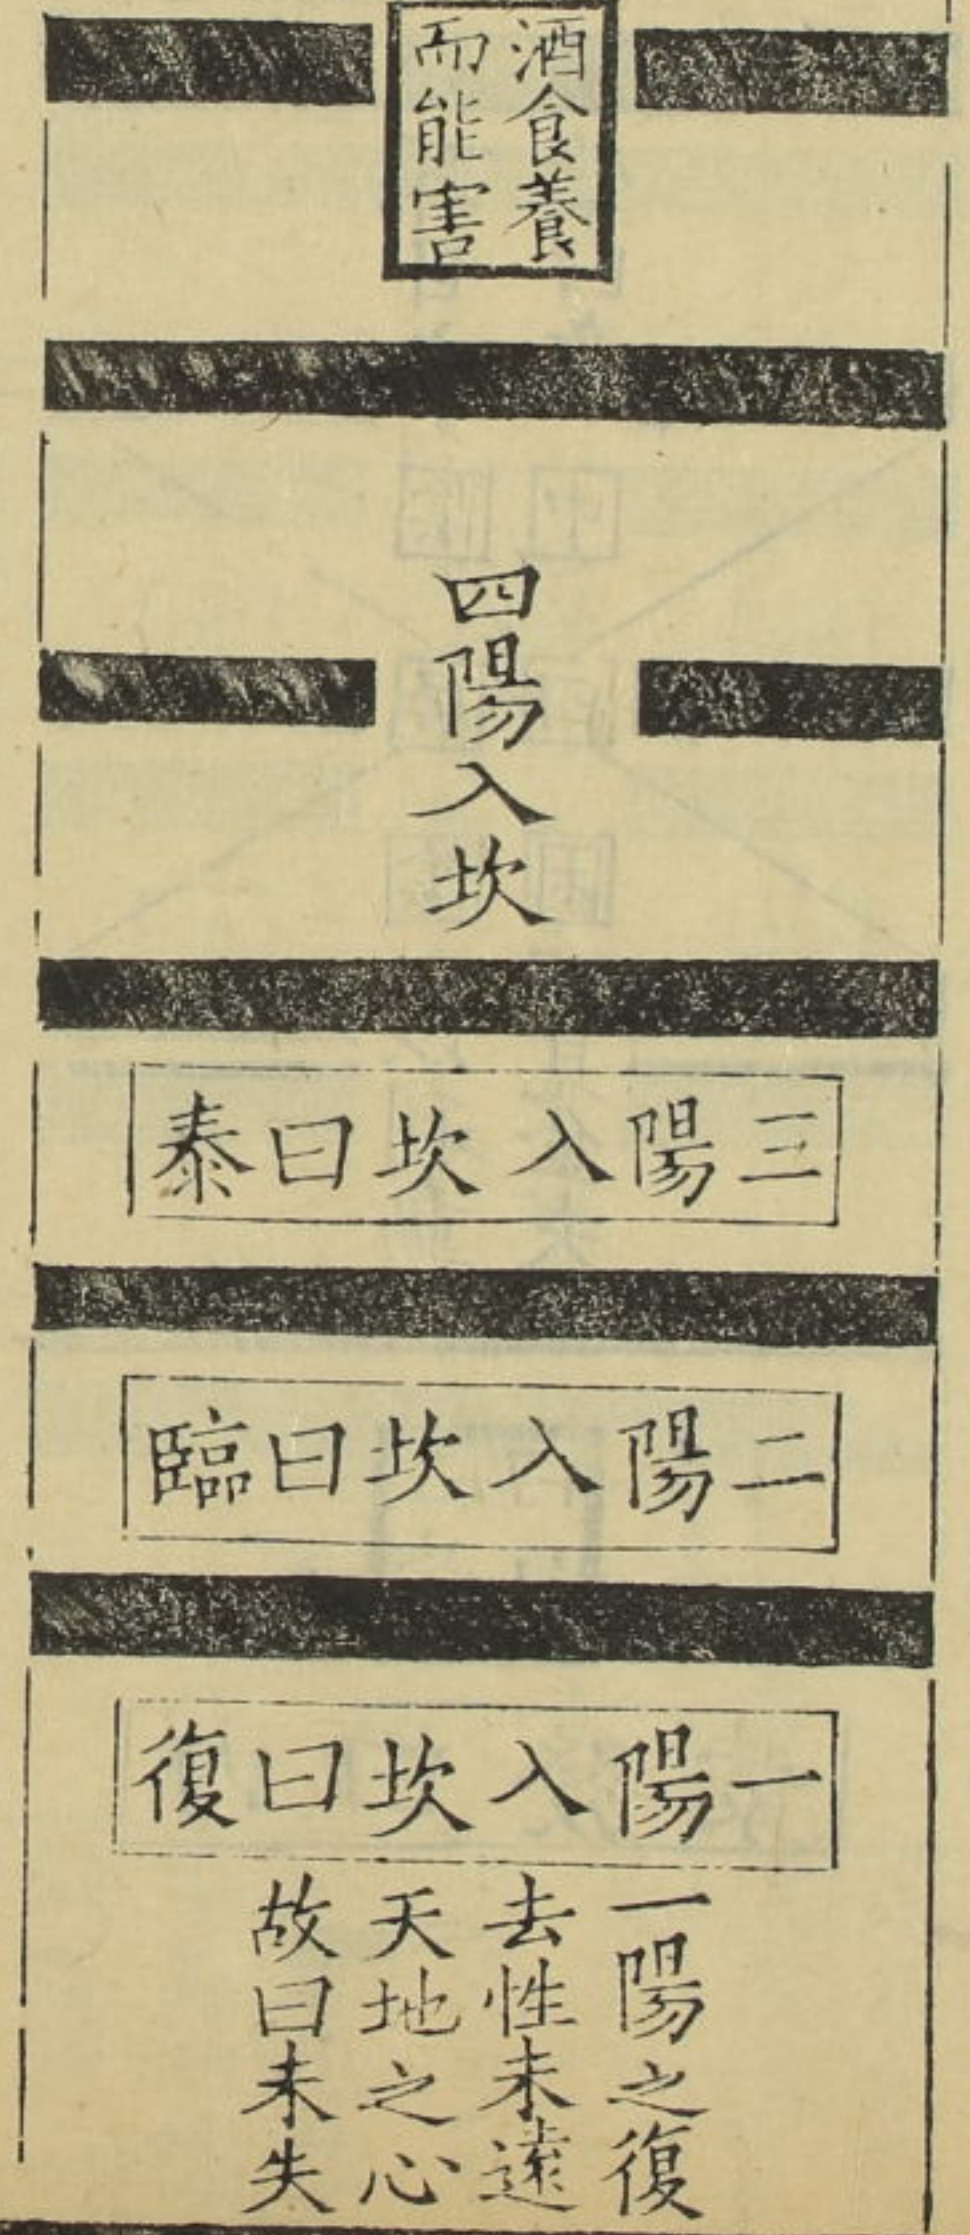 酒食養
而能害
四陽入坎
三陽入坎曰泰
二陽入坎曰臨
一陽入坎曰復
一陽之復
去性未遠
天地之心
故曰未失